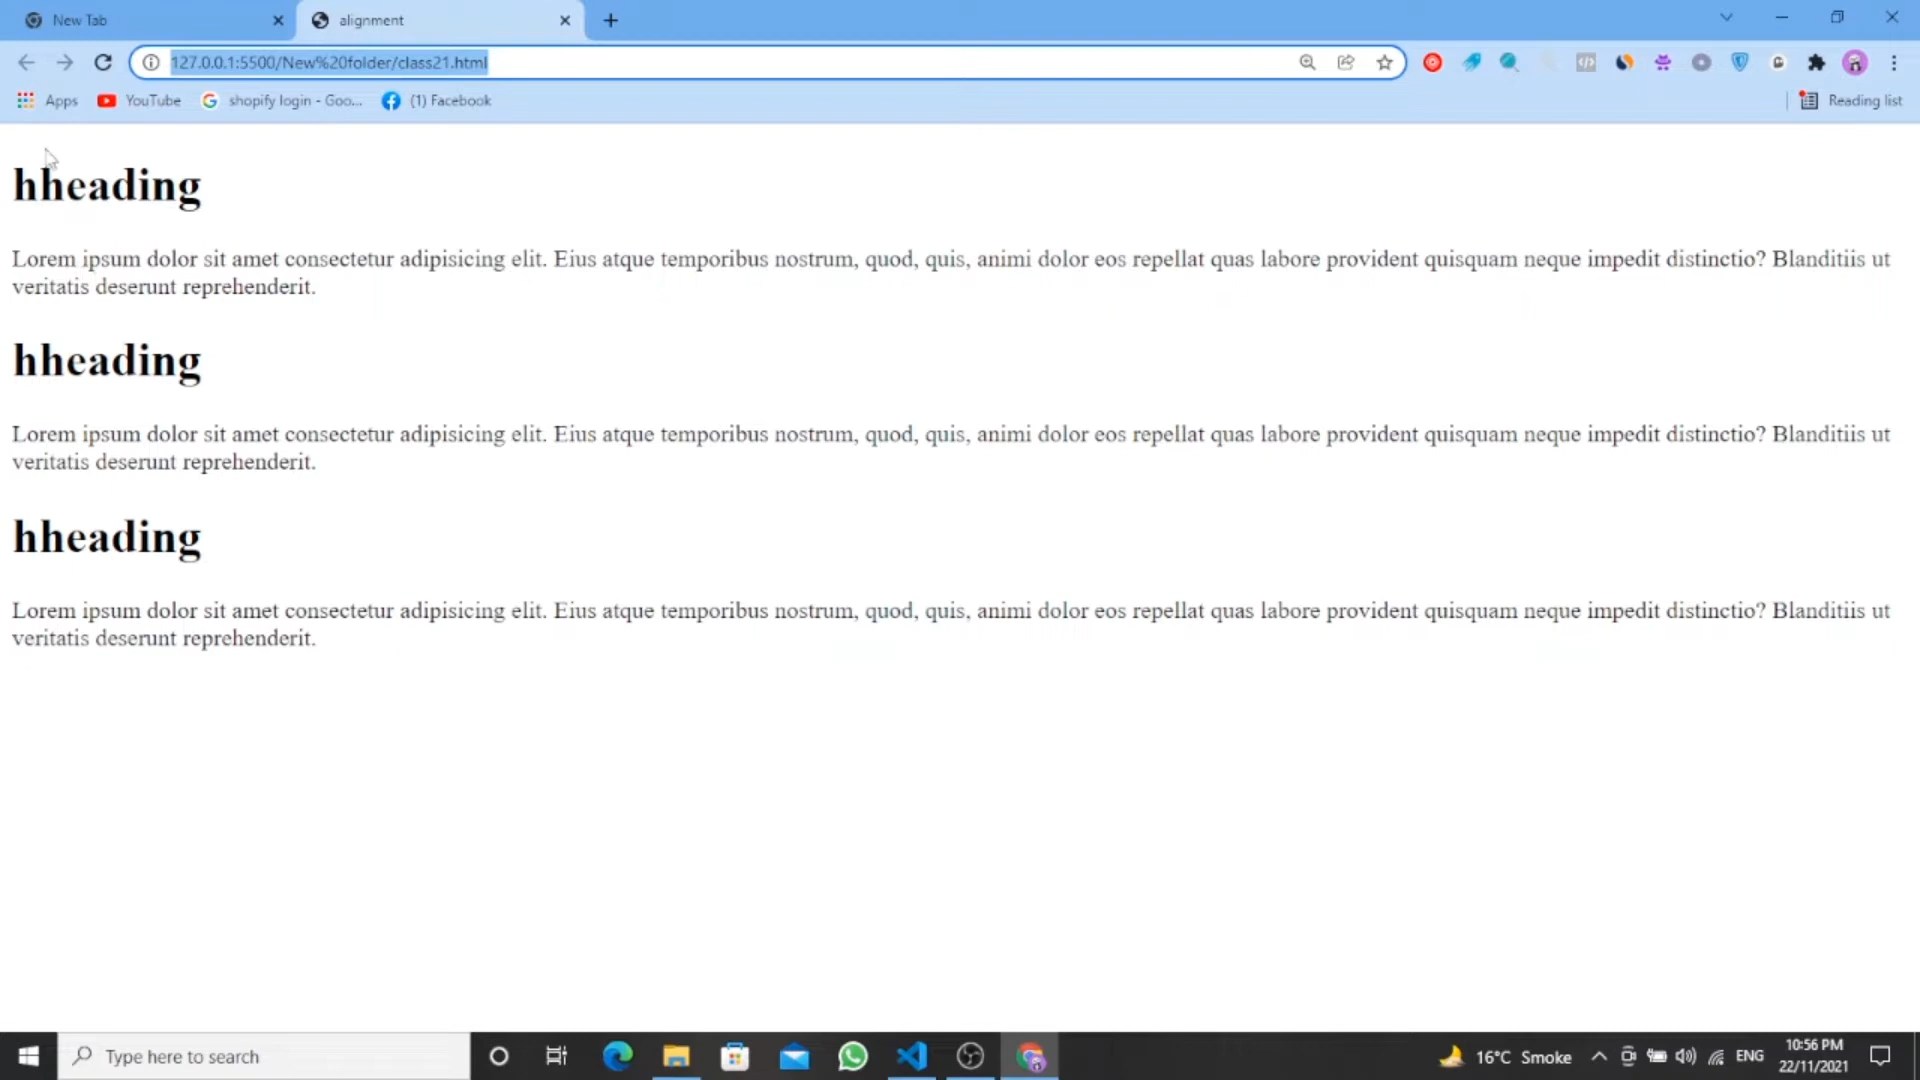 New Tab
alignment
127.0.0.1:5500/New%20folder/class21.html
Apps
YouTube
shopify login - Goo...
(1) Facebook
Reading list
hheading
Lorem ipsum dolor sit amet consectetur adipisicing elit. Eius atque temporibus nostrum, quod, quis, animi dolor eos repellat quas labore provident quisquam neque impedit distinctio? Blanditiis ut
veritatis deserunt reprehenderit.
hheading
Lorem ipsum dolor sit amet consectetur adipisicing elit. Eius atque temporibus nostrum, quod, quis, animi dolor eos repellat quas labore provident quisquam neque impedit distinctio? Blanditiis ut
veritatis deserunt reprehenderit.
hheading
Lorem ipsum dolor sit amet consectetur adipisicing elit. Eius atque temporibus nostrum, quod, quis, animi dolor eos repellat quas labore provident quisquam neque impedit distinctio? Blanditiis ut
veritatis deserunt reprehenderit.
Type here to search
16°C Smoke
ENG
10:56 PM
22/11/2021